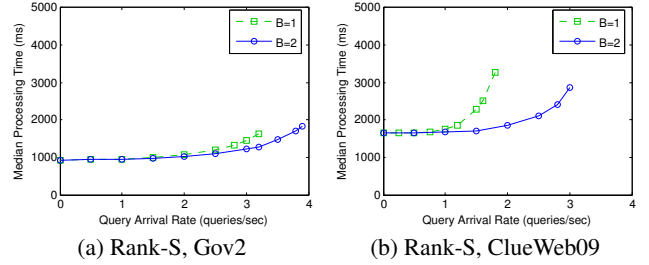 5000
4000
3000
2000
1000
0
Median Processing Time (ms)
B=1
B=2
0 1 2 3 4
Query Arrival Rate (queries/sec)
(a) Rank-S, Gov2
5000
4000
3000
2000
1000
0
Median Processing Time (ms)
B=1
B=2
0 1 2 3 4
Query Arrival Rate (queries/sec)
(b) Rank-S, ClueWeb09